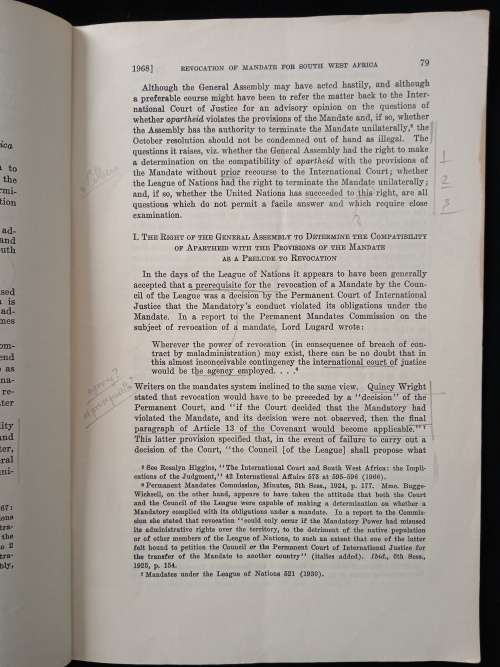 1968]
REVOCATION OF MANDATE FOR SOUTH WEST AFRICA
79
Although the General Assembly may have acted hastily, and although
a preferable course might have been to refer the matter back to the Inter-
national Court of Justice for an advisory opinion on the questions of
whether apartheid violates the provisions of the Mandate and, if so, whether
the Assembly has the authority to terminate the Mandate unilaterally,⁵ the
October resolution should not be condemned out of hand as illegal. The
questions it raises, viz. whether the General Assembly had the right to make
a determination on the compatibility of apartheid with the provisions of
the Mandate without prior recourse to the International Court; whether
the League of Nations had the right to terminate the Mandate unilaterally;
and, if so, whether the United Nations has succeeded to this right, are all
questions which do not permit a facile answer and which require close
examination.
1
2
3
I. The Right of the General Assembly to Determine the Compatibility
of Apartheid with the Provisions of the Mandate
as a Prelude to Revocation
In the days of the League of Nations it appears to have been generally
accepted that a prerequisite for the revocation of a Mandate by the Coun-
cil of the League was a decision by the Permanent Court of International
Justice that the Mandatory's conduct violated its obligations under the
Mandate. In a report to the Permanent Mandates Commission on the
subject of revocation of a mandate, Lord Lugard wrote:
Wherever the power of revocation (in consequence of breach of con-
tract by maladministration) may exist, there can be no doubt that in
this almost inconceivable contingency the international court of justice
would be the agency employed. . . .⁶
Writers on the mandates system inclined to the same view. Quincy Wright
stated that revocation would have to be preceded by a "decision" of the
Permanent Court, and "if the Court decided that the Mandatory had
violated the Mandate, and its decision were not observed, then the final
paragraph of Article 13 of the Covenant would become applicable."⁷
This latter provision specified that, in the event of failure to carry out a
decision of the Court, "the Council [of the League] shall propose what
⁵ See Rosalyn Higgins, "The International Court and South West Africa: the Impli-
cations of the Judgment," 42 International Affairs 573 at 595-596 (1966).
⁶ Permanent Mandates Commission, Minutes, 5th Sess., 1924, p. 177. Mme. Bugge-
Wicksell, on the other hand, appears to have taken the attitude that both the Court
and the Council of the League were capable of making a determination on whether a
Mandatory complied with its obligations under a mandate. In a report to the Commis-
sion she stated that revocation "could only occur if the Mandatory Power had misused
its administrative rights over the territory, to the detriment of the native population
or of other members of the League of Nations, to such an extent that one of the latter
felt bound to petition the Council or the Permanent Court of International Justice for
the transfer of the Mandate to another country" (italics added). Ibid., 6th Sess.,
1925, p. 154.
⁷ Mandates under the League of Nations 521 (1930).